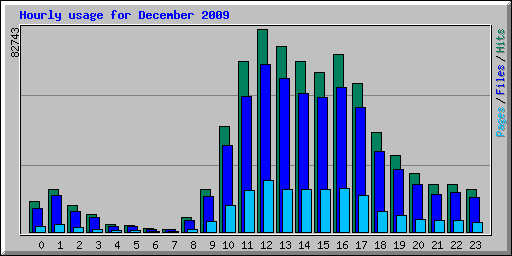 Hourly usage for December 2009
82743
Pages / Files / Hits
0 1 2 3 4 5 6 7 8 9 10 11 12 13 14 15 16 17 18 19 20 21 22 23